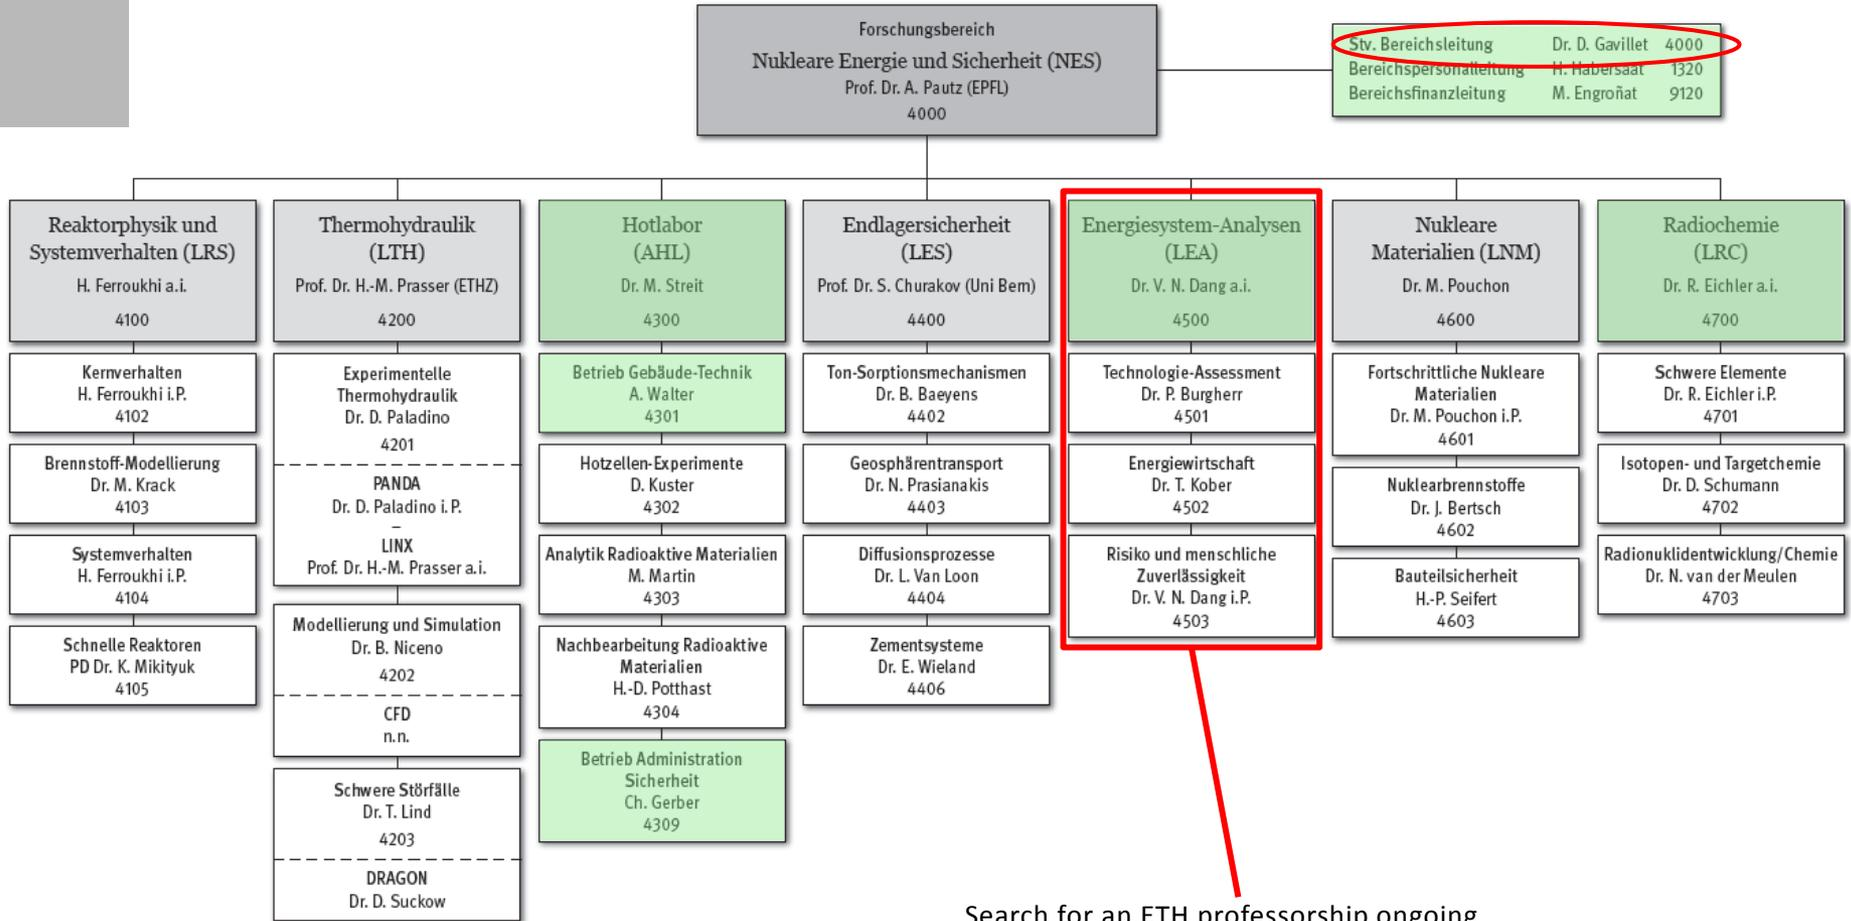 Forschungsbereich
Nukleare Energie und Sicherheit (NES)
Prof. Dr. A. Pautz (EPFL)
4000
Stv. Bereichsleitung Dr. D. Gavillet 4000
Bereichspersonalleitung H. Habersaat 1320
Bereichsfinanzleitung M. Engroñat 9120
Reaktorphysik und
Systemverhalten (LRS)
H. Ferroukhi a.i.
4100
Kernverhalten
H. Ferroukhi i.P.
4102
Brennstoff-Modellierung
Dr. M. Krack
4103
Systemverhalten
H. Ferroukhi i.P.
4104
Schnelle Reaktoren
PD Dr. K. Mikityuk
4105
Thermohydraulik
(LTH)
Prof. Dr. H.-M. Prasser (ETHZ)
4200
Experimentelle
Thermohydraulik
Dr. D. Paladino
4201
PANDA
Dr. D. Paladino i.P.
–
LINX
Prof. Dr. H.-M. Prasser a.i.
Modellierung und Simulation
Dr. B. Niceno
4202
CFD
n.n.
Schwere Störfälle
Dr. T. Lind
4203
DRAGON
Dr. D. Suckow
Hotlabor
(AHL)
Dr. M. Streit
4300
Betrieb Gebäude-Technik
A. Walter
4301
Hotzellen-Experimente
D. Kuster
4302
Analytik Radioaktive Materialien
M. Martin
4303
Nachbearbeitung Radioaktive
Materialien
H.-D. Potthast
4304
Betrieb Administration
Sicherheit
Ch. Gerber
4309
Endlagersicherheit
(LES)
Prof. Dr. S. Churakov (Uni Bern)
4400
Ton-Sorptionsmechanismen
Dr. B. Baeyens
4402
Geosphärentransport
Dr. N. Prasianakis
4403
Diffusionsprozesse
Dr. L. Van Loon
4404
Zementsysteme
Dr. E. Wieland
4406
Energiesystem-Analysen
(LEA)
Dr. V. N. Dang a.i.
4500
Technologie-Assessment
Dr. P. Burgherr
4501
Energiewirtschaft
Dr. T. Kober
4502
Risiko und menschliche
Zuverlässigkeit
Dr. V. N. Dang i.P.
4503
Nukleare
Materialien (LNM)
Dr. M. Pouchon
4600
Fortschrittliche Nukleare
Materialien
Dr. M. Pouchon i.P.
4601
Nuklearbrennstoffe
Dr. J. Bertsch
4602
Bauteilsicherheit
H.-P. Seifert
4603
Radiochemie
(LRC)
Dr. R. Eichler a.i.
4700
Schwere Elemente
Dr. R. Eichler i.P.
4701
Isotopen- und Targetchemie
Dr. D. Schumann
4702
Radionuklidentwicklung/Chemie
Dr. N. van der Meulen
4703
Search for an ETH professorship ongoing